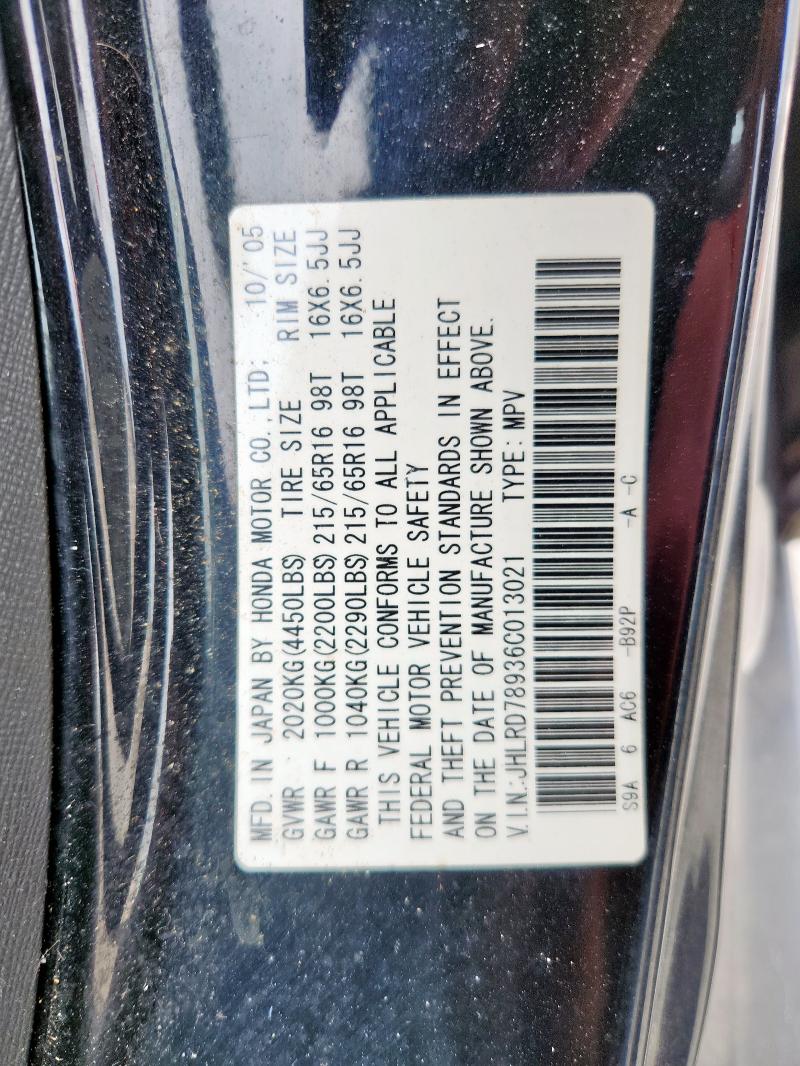 MFD. IN JAPAN BY HONDA MOTOR CO., LTD; 10/'05
GVWR 2020KG(4450LBS) TIRE SIZE RIM SIZE
GAWR F 1000KG(2200LBS)215/65R16 98T 16X6.5JJ
GAWR R 1040KG(2290LBS)215/65R16 98T 16X6.5JJ
THIS VEHICLE CONFORMS TO ALL APPLICABLE
FEDERAL MOTOR VEHICLE SAFETY
AND THEFT PREVENTION STANDARDS IN EFFECT
ON THE DATE OF MANUFACTURE SHOWN ABOVE.
V.I.N.:JHLRD78936C013021 TYPE:MPV
S9A 6 AC6 -B92P -A -C